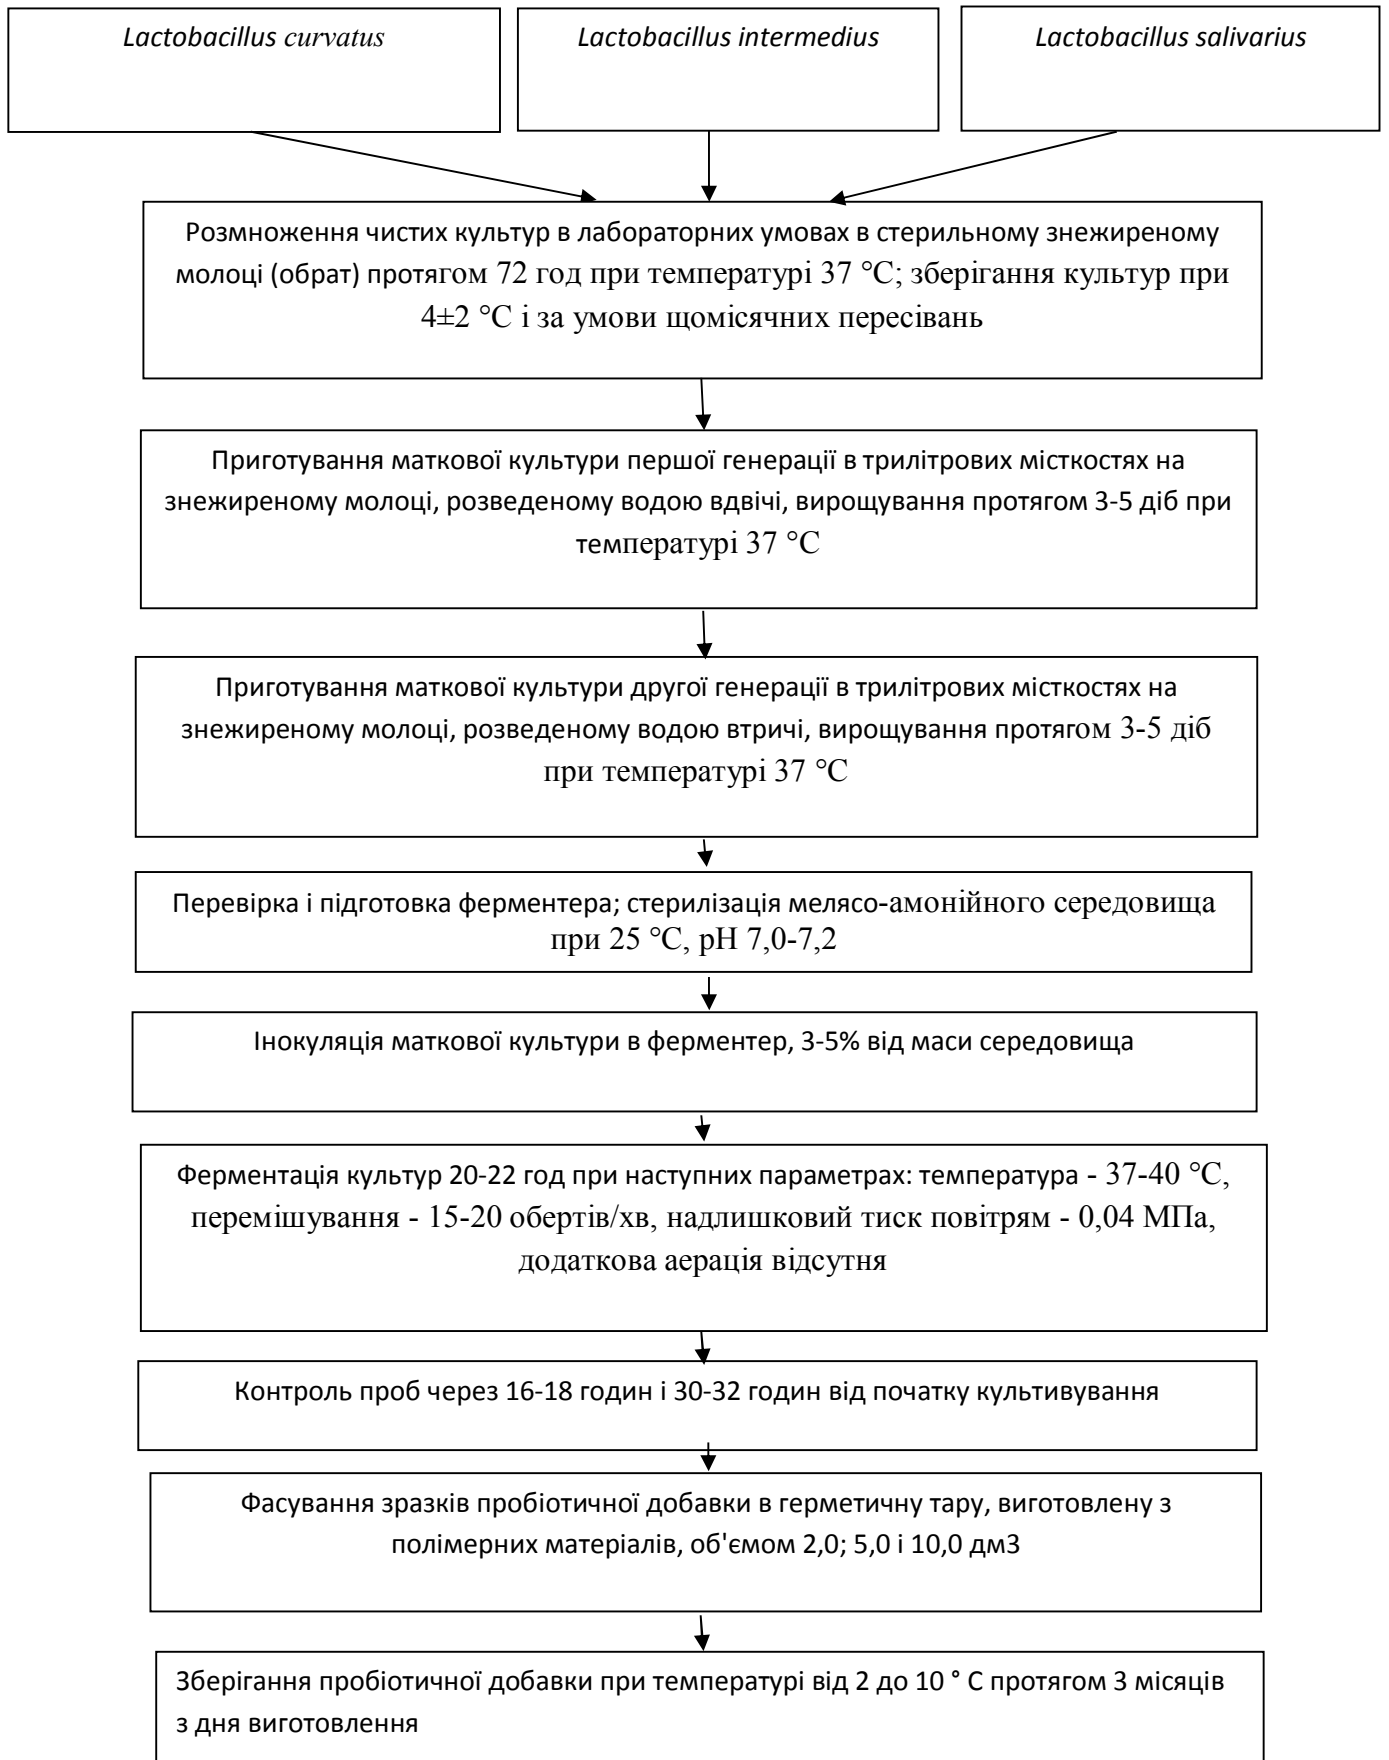 Lactobacillus curvatus
Lactobacillus intermedius
Lactobacillus salivarius
Розмноження чистих культур в лабораторних умовах в стерильному знежиреному
молоці (обрат) протягом 72 год при температурі 37 °С; зберігання культур при
4±2 °С і за умови щомісячних пересівань
Приготування маткової культури першої генерації в трилітрових місткостях на
знежиреному молоці, розведеному водою вдвічі, вирощування протягом 3-5 діб при
температурі 37 °С
Приготування маткової культури другої генерації в трилітрових місткостях на
знежиреному молоці, розведеному водою втричі, вирощування протягом 3-5 діб
при температурі 37 °С
Перевірка і підготовка ферментера; стерилізація мелясо-амонійного середовища
при 25 °С, рН 7,0-7,2
Інокуляція маткової культури в ферментер, 3-5% від маси середовища
Ферментація культур 20-22 год при наступних параметрах: температура - 37-40 °С,
перемішування - 15-20 обертів/хв, надлишковий тиск повітрям - 0,04 МПа,
додаткова аерація відсутня
Контроль проб через 16-18 годин і 30-32 годин від початку культивування
Фасування зразків пробіотичної добавки в герметичну тару, виготовлену з
полімерних матеріалів, об'ємом 2,0; 5,0 і 10,0 дм3
Зберігання пробіотичної добавки при температурі від 2 до 10 ° С протягом 3 місяців
з дня виготовлення